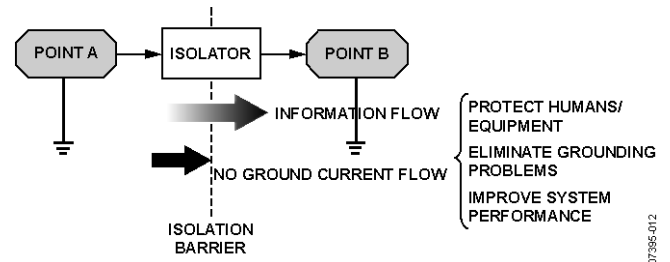 POINT A
ISOLATOR
POINT B
INFORMATION FLOW
NO GROUND CURRENT FLOW
PROTECT HUMANS/
EQUIPMENT
ELIMINATE GROUNDING
PROBLEMS
IMPROVE SYSTEM
PERFORMANCE
ISOLATION
BARRIER
07395-012